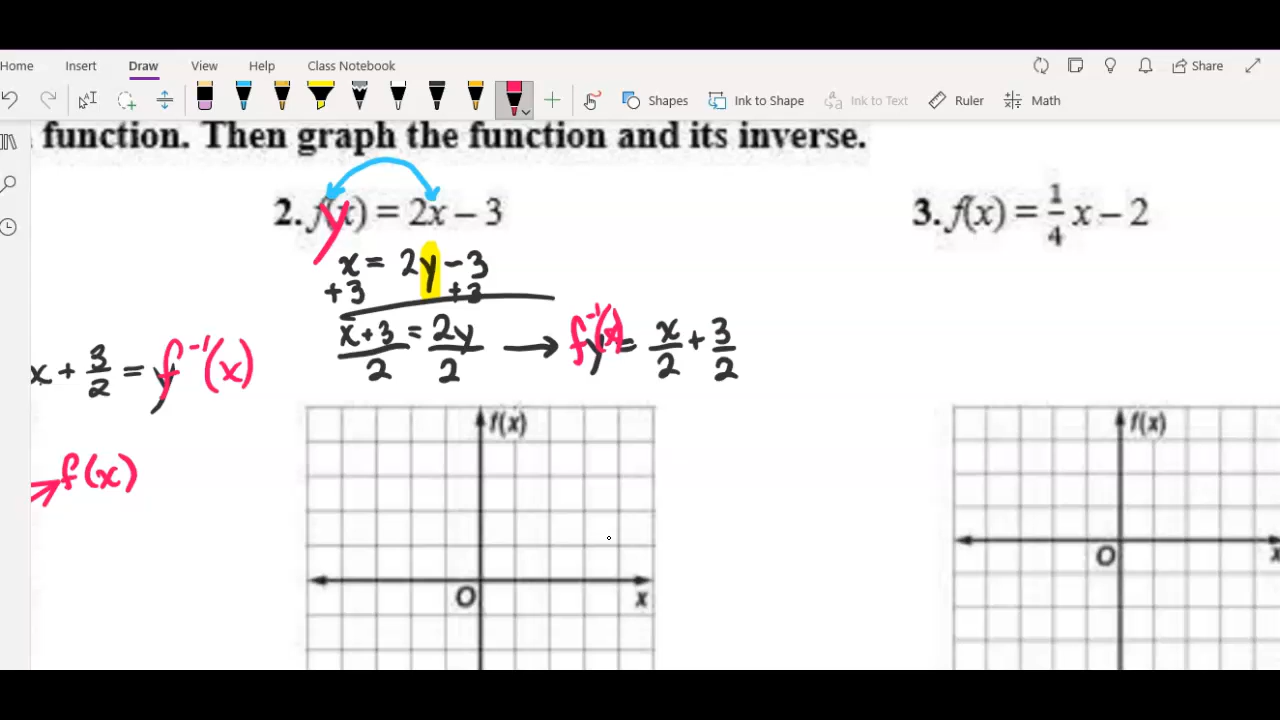 Home Insert Draw View Help Class Notebook Share
Shapes Ink to Shape Ink to Text Ruler Math
function. Then graph the function and its inverse.
2. f(x) = 2x – 3
y
x = 2y – 3
+3 +3
x+3 = 2y
2 2
→ f⁻¹(x) y = x/2 + 3/2
3. f(x) = 1/4 x – 2
x + 3/2 = y f⁻¹(x)
→ f(x)
f(x)
O
x
f(x)
O
x